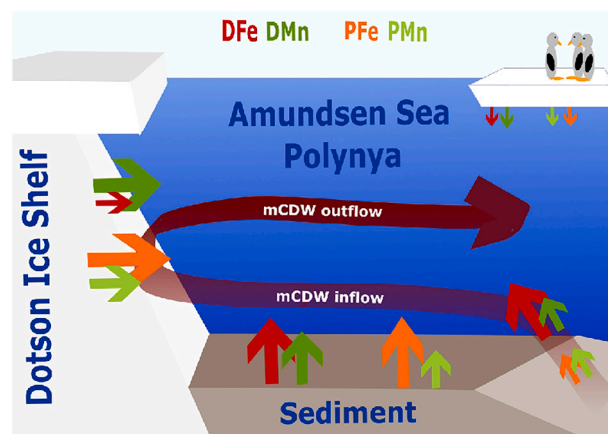 DFe DMn PFe PMn
Amundsen Sea
Polynya
Dotson Ice Shelf
mCDW outflow
mCDW inflow
Sediment